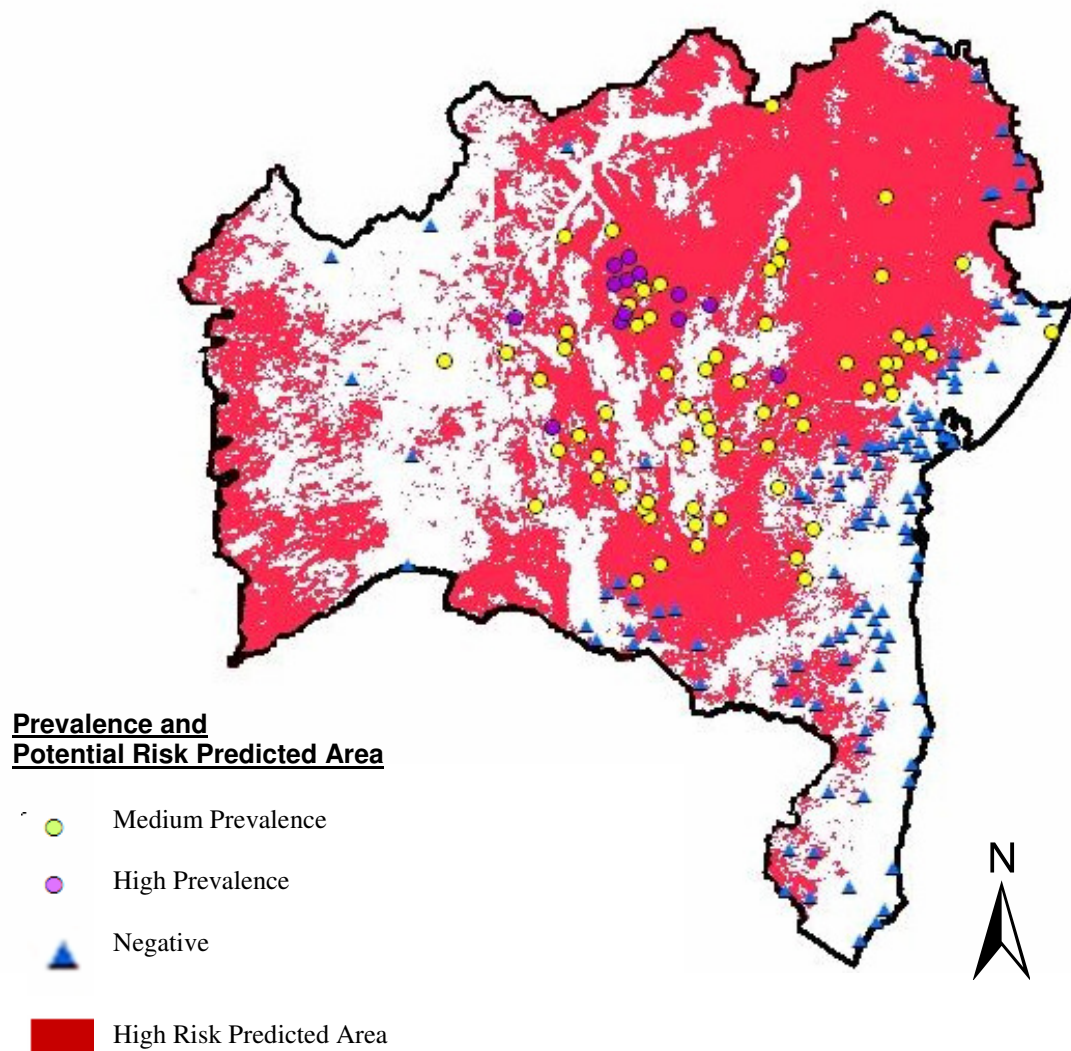 Prevalence and
Potential Risk Predicted Area
Medium Prevalence
High Prevalence
Negative
High Risk Predicted Area
N